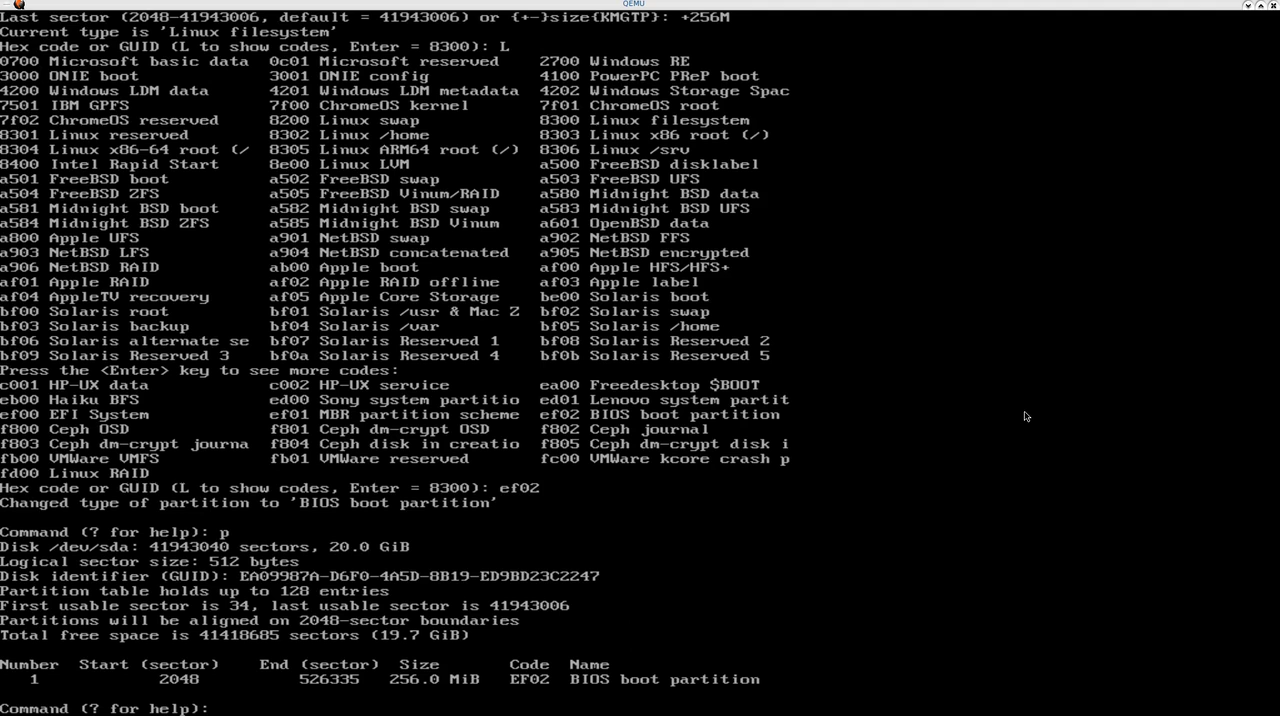 QEMU
Last sector (2048-41943006, default = 41943006) or {+-}size{KMGTP}: +256M
Current type is 'Linux filesystem'
Hex code or GUID (L to show codes, Enter = 8300): L
0700 Microsoft basic data  0c01 Microsoft reserved    2700 Windows RE
3000 ONIE boot             3001 ONIE config           4100 PowerPC PReP boot
4200 Windows LDM data      4201 Windows LDM metadata  4202 Windows Storage Spac
7501 IBM GPFS              7f00 ChromeOS kernel       7f01 ChromeOS root
7f02 ChromeOS reserved     8200 Linux swap            8300 Linux filesystem
8301 Linux reserved        8302 Linux /home           8303 Linux x86 root (/)
8304 Linux x86-64 root (/  8305 Linux ARM64 root (/)  8306 Linux /srv
8400 Intel Rapid Start     8e00 Linux LVM             a500 FreeBSD disklabel
a501 FreeBSD boot          a502 FreeBSD swap          a503 FreeBSD UFS
a504 FreeBSD ZFS           a505 FreeBSD Vinum/RAID    a580 Midnight BSD data
a581 Midnight BSD boot     a582 Midnight BSD swap     a583 Midnight BSD UFS
a584 Midnight BSD ZFS      a585 Midnight BSD Vinum    a601 OpenBSD data
a800 Apple UFS             a901 NetBSD swap           a902 NetBSD FFS
a903 NetBSD LFS            a904 NetBSD concatenated   a905 NetBSD encrypted
a906 NetBSD RAID           ab00 Apple boot            af00 Apple HFS/HFS+
af01 Apple RAID            af02 Apple RAID offline    af03 Apple label
af04 AppleTV recovery      af05 Apple Core Storage    be00 Solaris boot
bf00 Solaris root          bf01 Solaris /usr & Mac Z  bf02 Solaris swap
bf03 Solaris backup        bf04 Solaris /var          bf05 Solaris /home
bf06 Solaris alternate se  bf07 Solaris Reserved 1    bf08 Solaris Reserved 2
bf09 Solaris Reserved 3    bf0a Solaris Reserved 4    bf0b Solaris Reserved 5
Press the <Enter> key to see more codes:
c001 HP-UX data            c002 HP-UX service         ea00 Freedesktop $BOOT
eb00 Haiku BFS             ed00 Sony system partitio  ed01 Lenovo system partit
ef00 EFI System            ef01 MBR partition scheme  ef02 BIOS boot partition
f800 Ceph OSD              f801 Ceph dm-crypt OSD     f802 Ceph journal
f803 Ceph dm-crypt journa  f804 Ceph disk in creatio  f805 Ceph dm-crypt disk i
fb00 VMWare VMFS           fb01 VMWare reserved       fc00 VMWare kcore crash p
fd00 Linux RAID
Hex code or GUID (L to show codes, Enter = 8300): ef02
Changed type of partition to 'BIOS boot partition'
Command (? for help): p
Disk /dev/sda: 41943040 sectors, 20.0 GiB
Logical sector size: 512 bytes
Disk identifier (GUID): EA09987A-D6F0-4A5D-8B19-ED9BD23C2247
Partition table holds up to 128 entries
First usable sector is 34, last usable sector is 41943006
Partitions will be aligned on 2048-sector boundaries
Total free space is 41418685 sectors (19.7 GiB)
Number  Start (sector)    End (sector)  Size       Code  Name
   1            2048          526335   256.0 MiB   EF02  BIOS boot partition
Command (? for help):